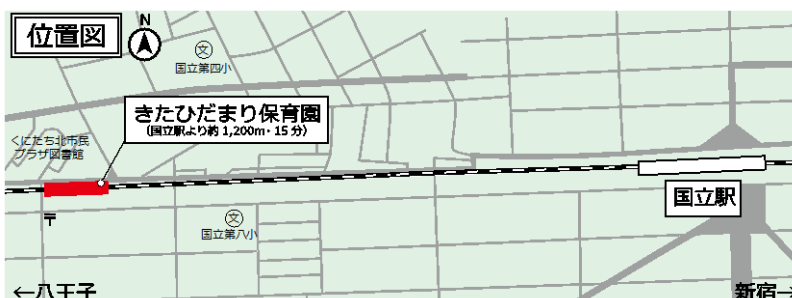 位置図
N
文
国立第四小
きたひだまり保育園
(国立駅より約1,200m・15分)
くにたち北市民
プラザ図書館
国立駅
〒
文
国立第八小
←八王子
新宿→